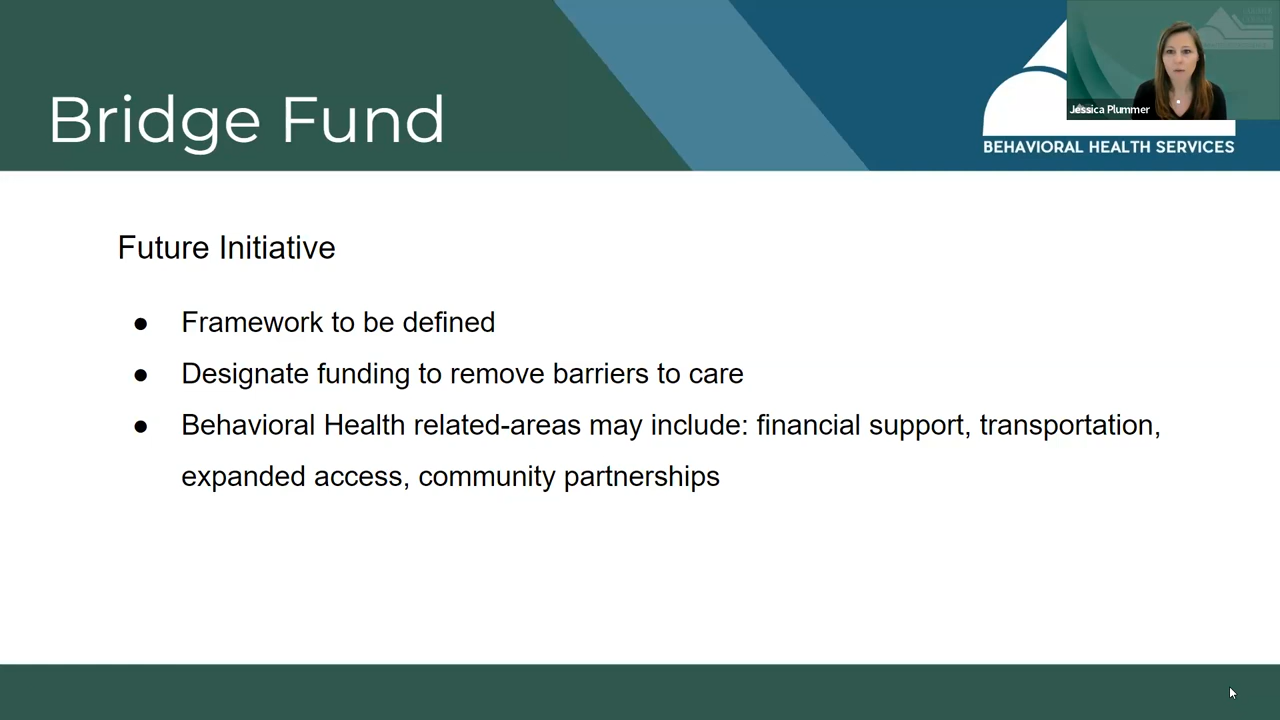 Bridge Fund
Jessica Plummer
BEHAVIORAL HEALTH SERVICES
Future Initiative
● Framework to be defined
● Designate funding to remove barriers to care
● Behavioral Health related-areas may include: financial support, transportation,
expanded access, community partnerships